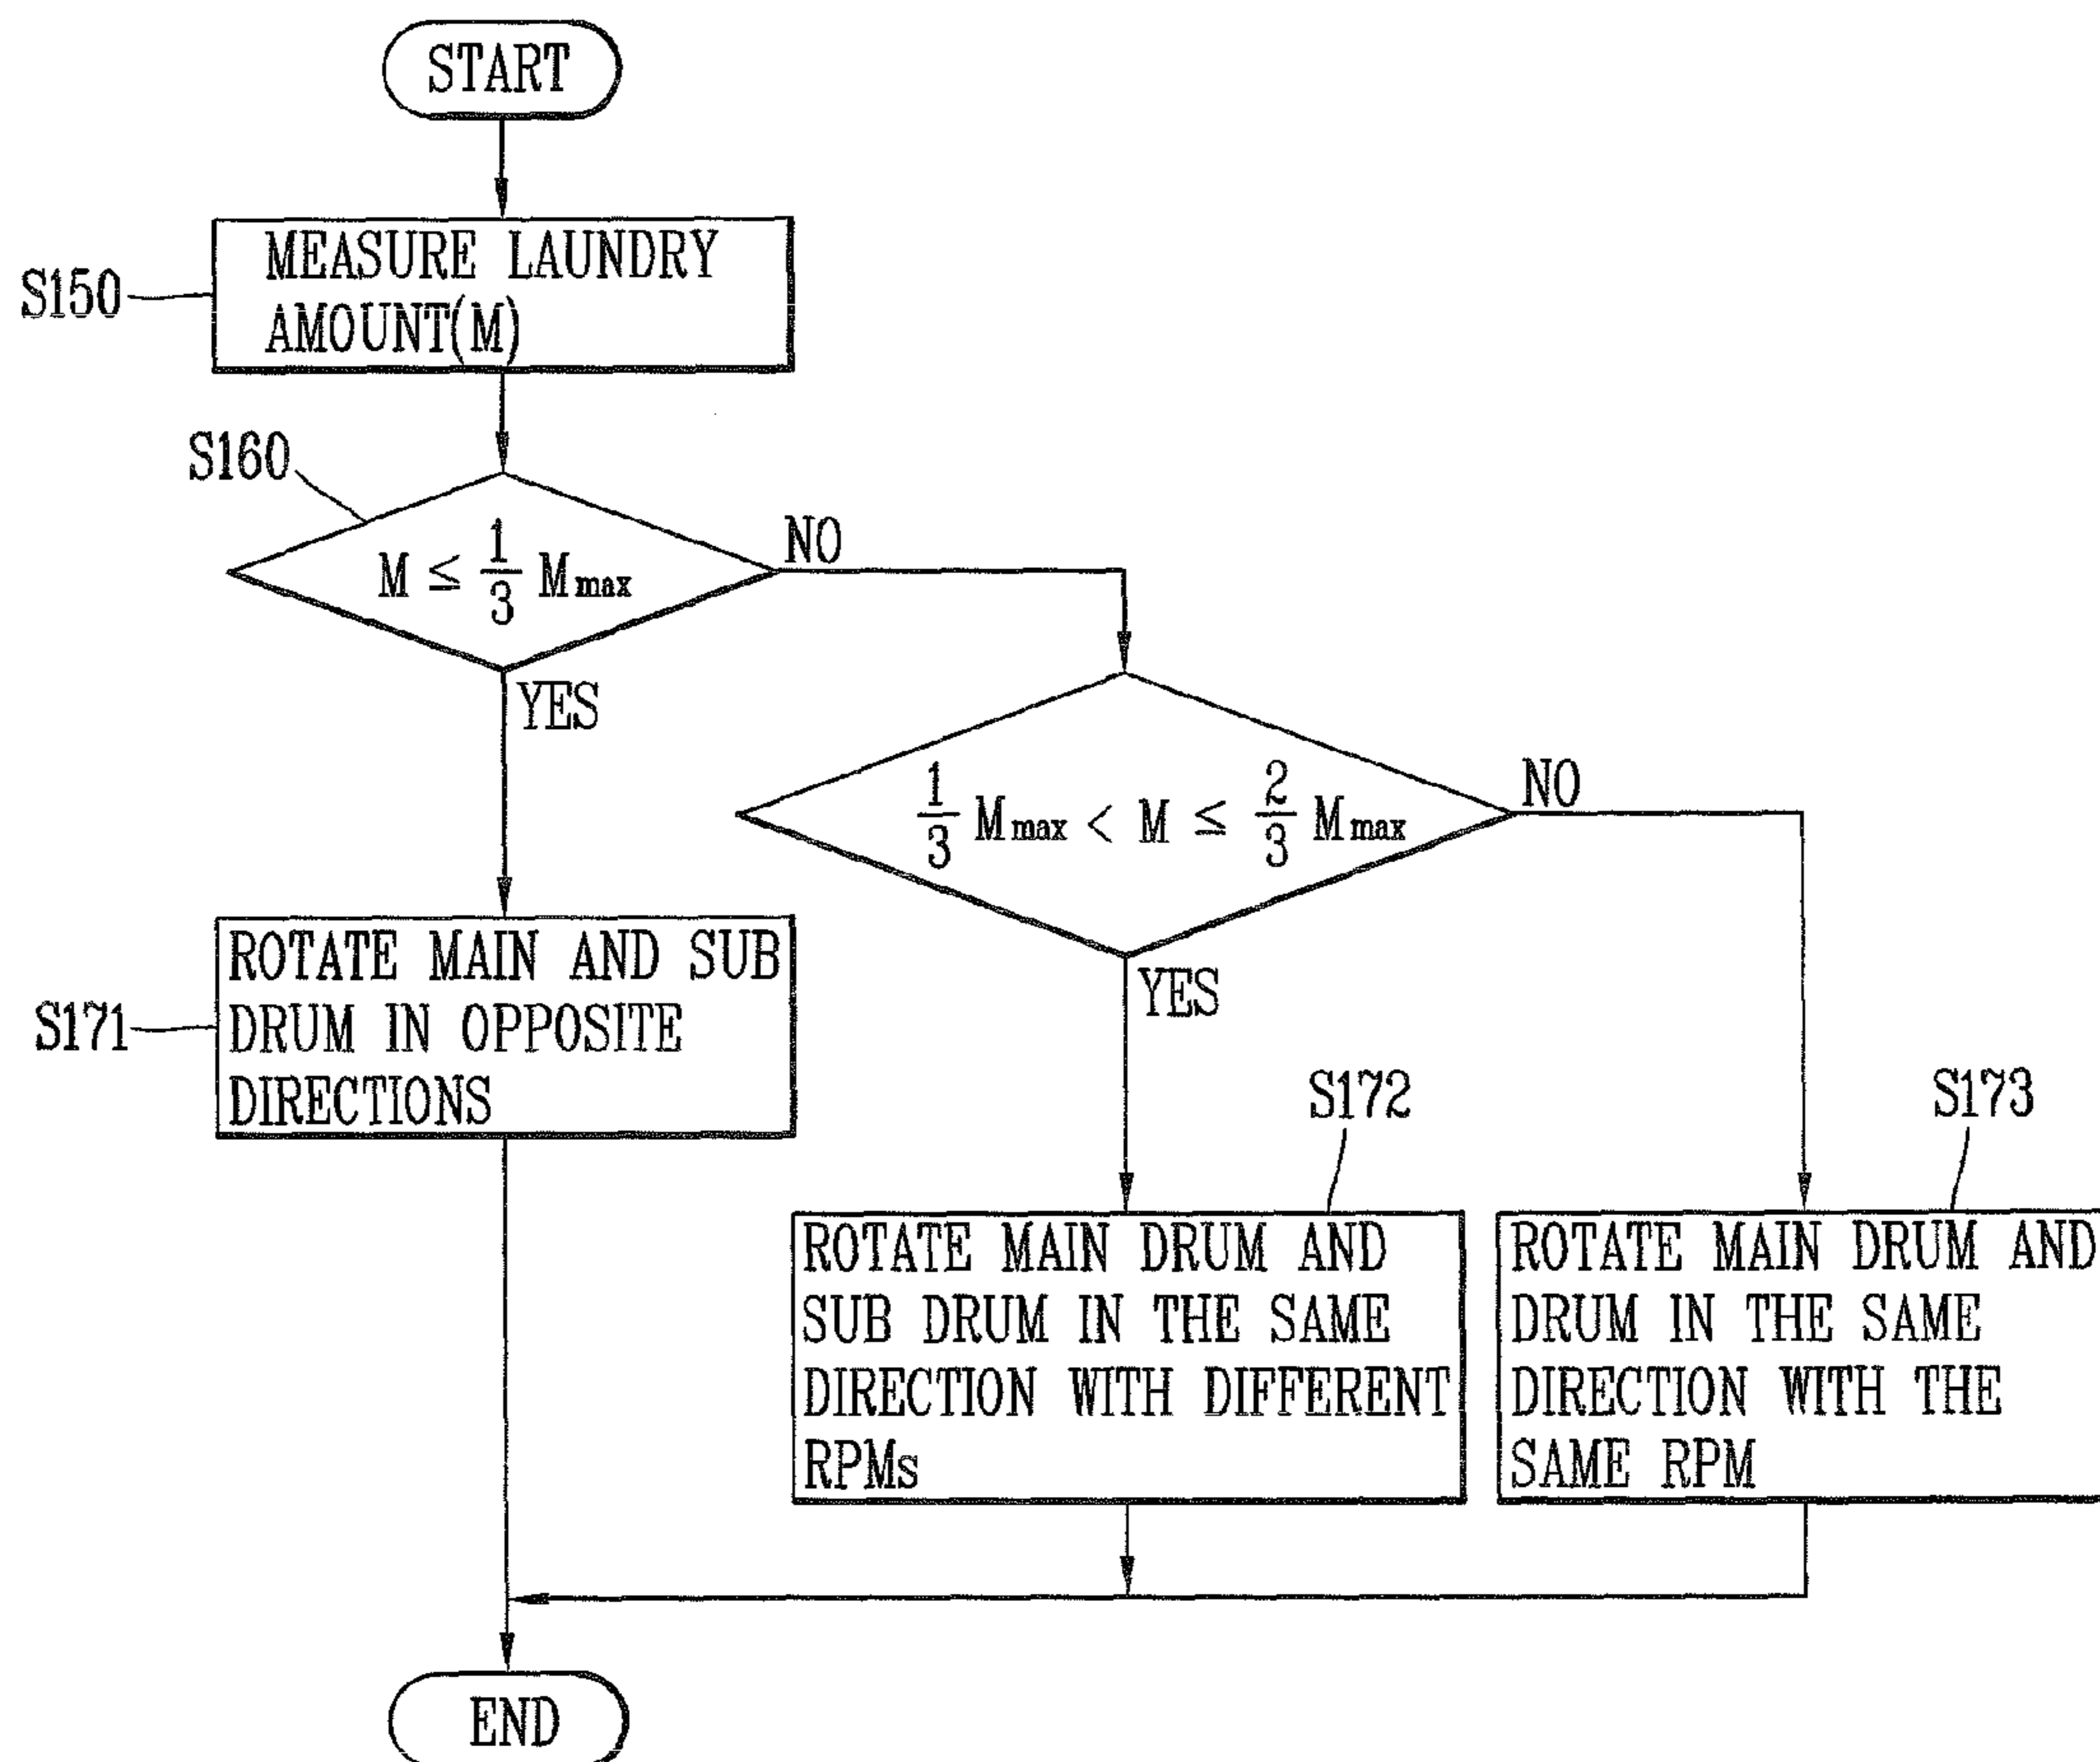 START
S150
MEASURE LAUNDRY
AMOUNT(M)
S160
M ≤ 1/3 Mmax
NO
YES
1/3 Mmax < M ≤ 2/3 Mmax
NO
YES
S171
ROTATE MAIN AND SUB
DRUM IN OPPOSITE
DIRECTIONS
S172
ROTATE MAIN DRUM AND
SUB DRUM IN THE SAME
DIRECTION WITH DIFFERENT
RPMs
S173
ROTATE MAIN DRUM AND
DRUM IN THE SAME
DIRECTION WITH THE
SAME RPM
END